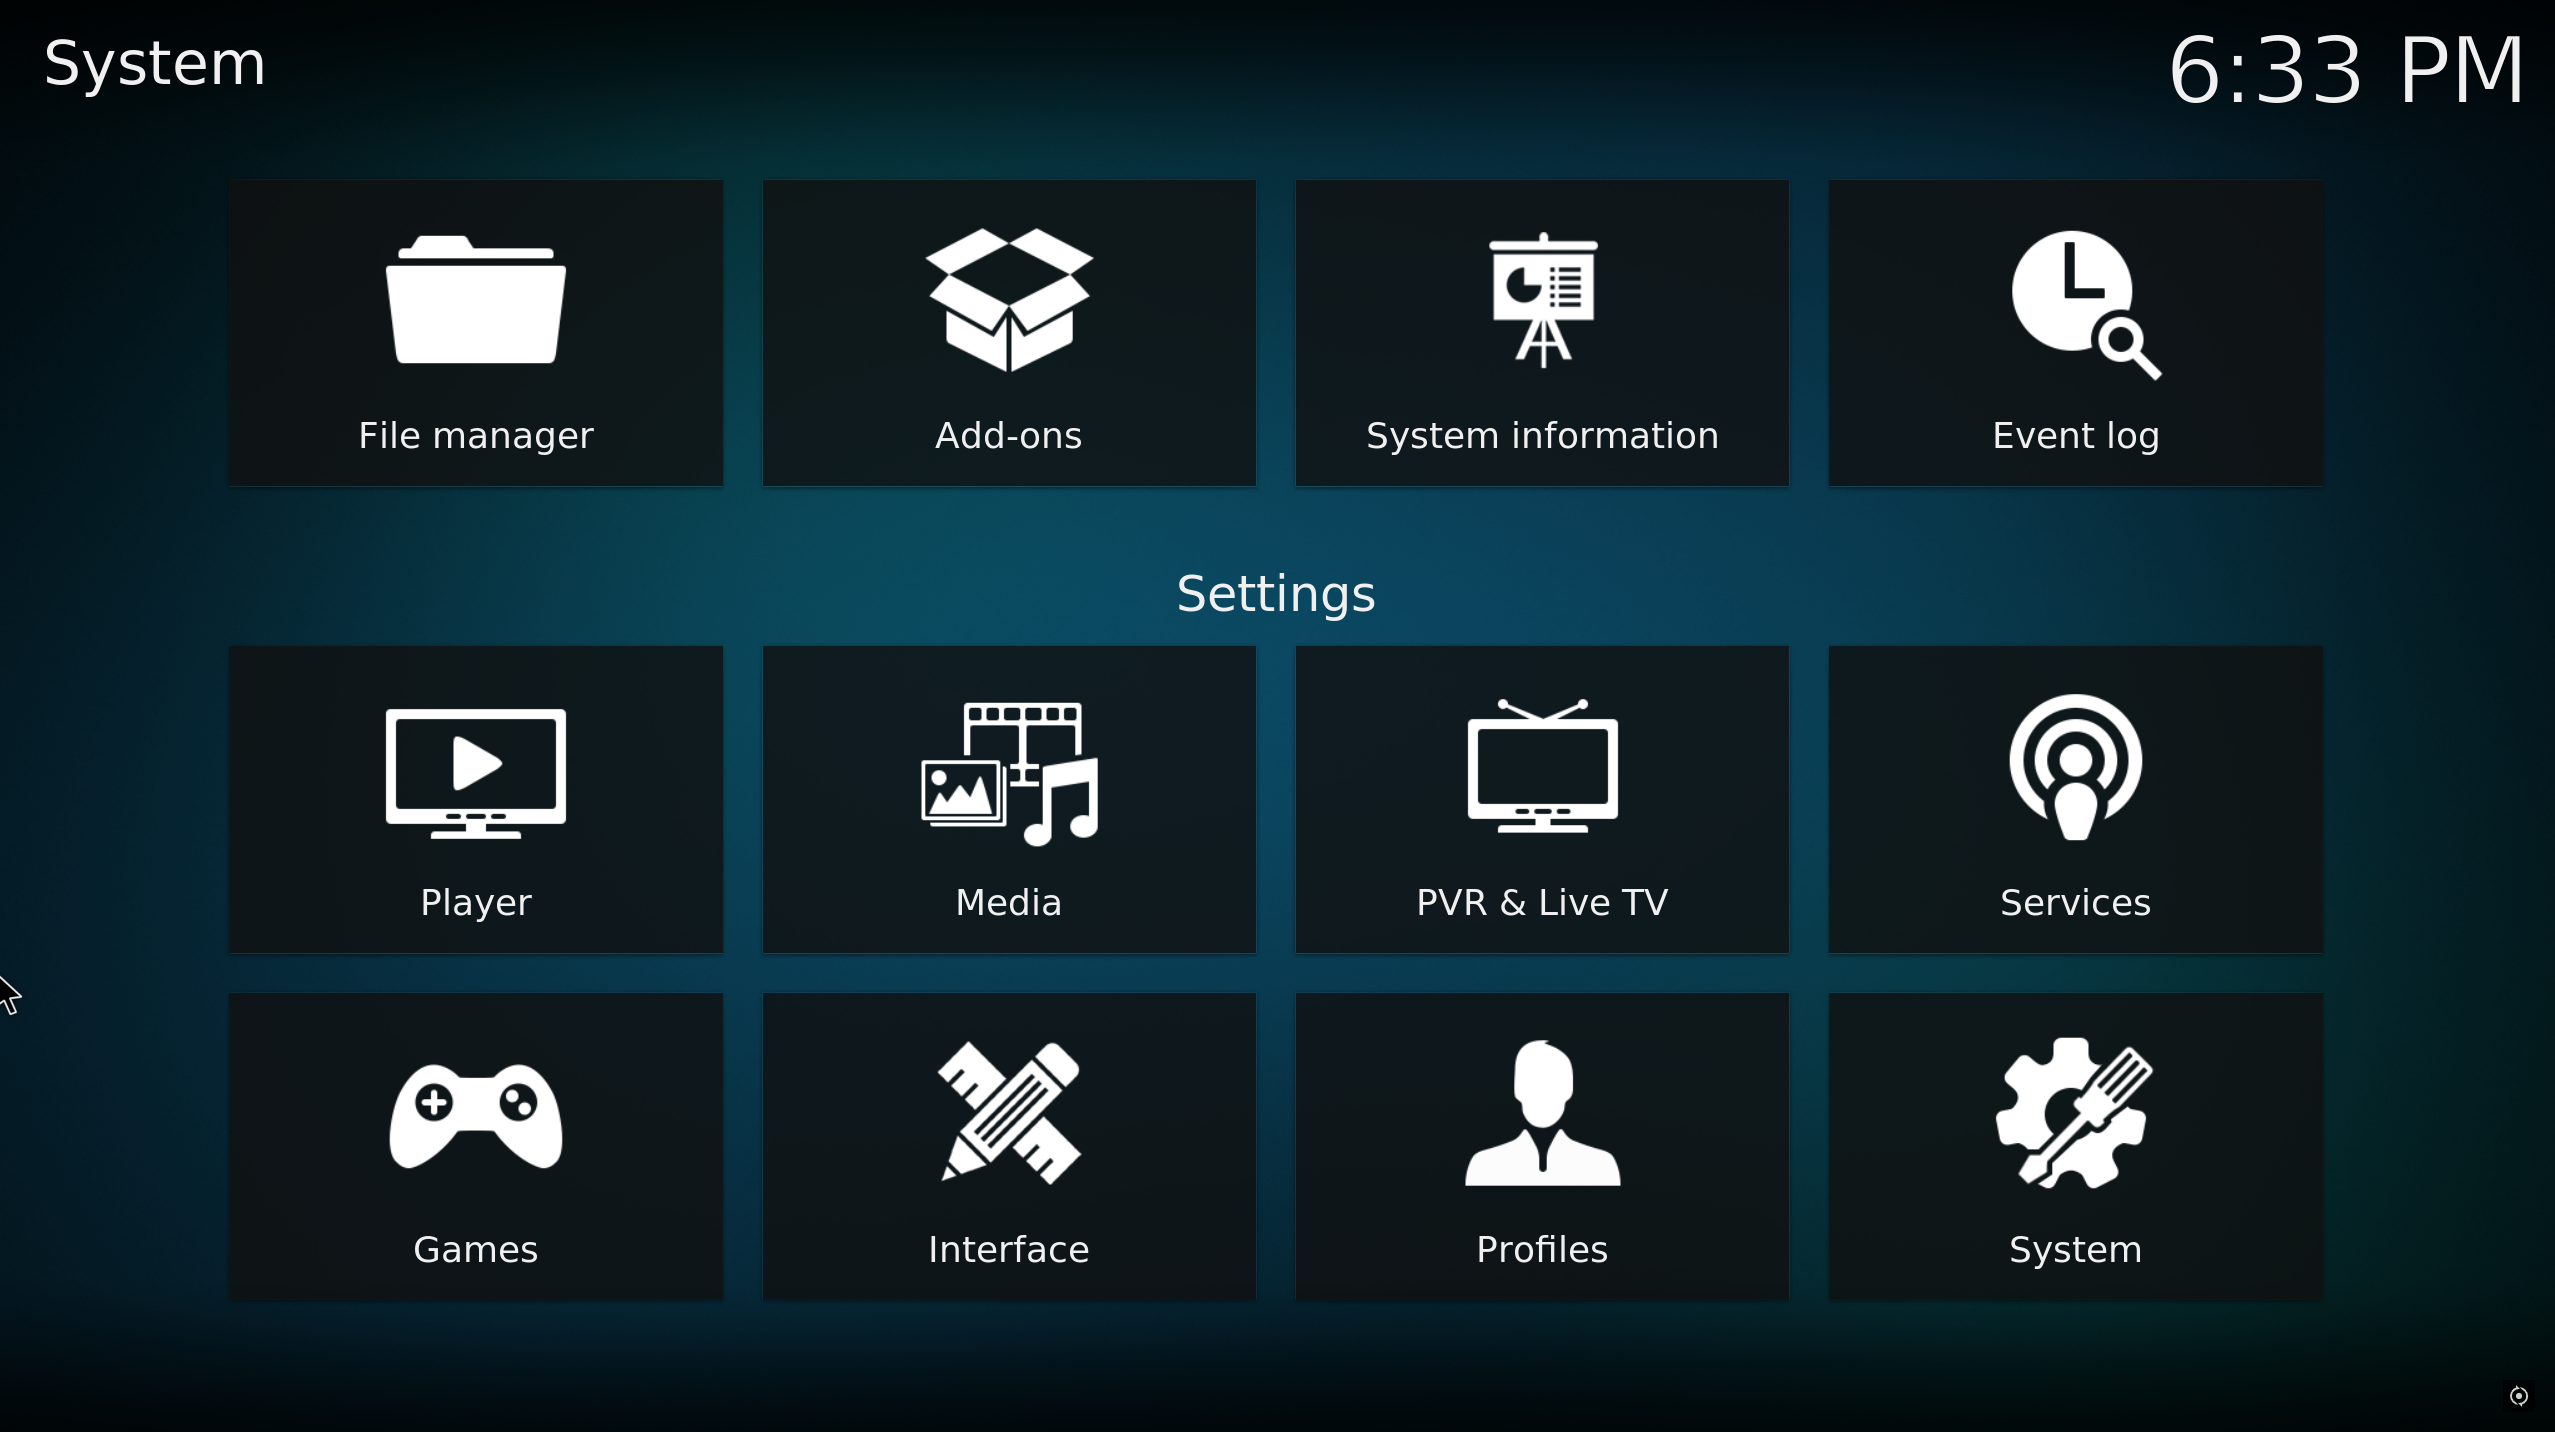 System
6:33 PM
File manager
Add-ons
System information
Event log
Settings
Player
Media
PVR & Live TV
Services
Games
Interface
Profiles
System